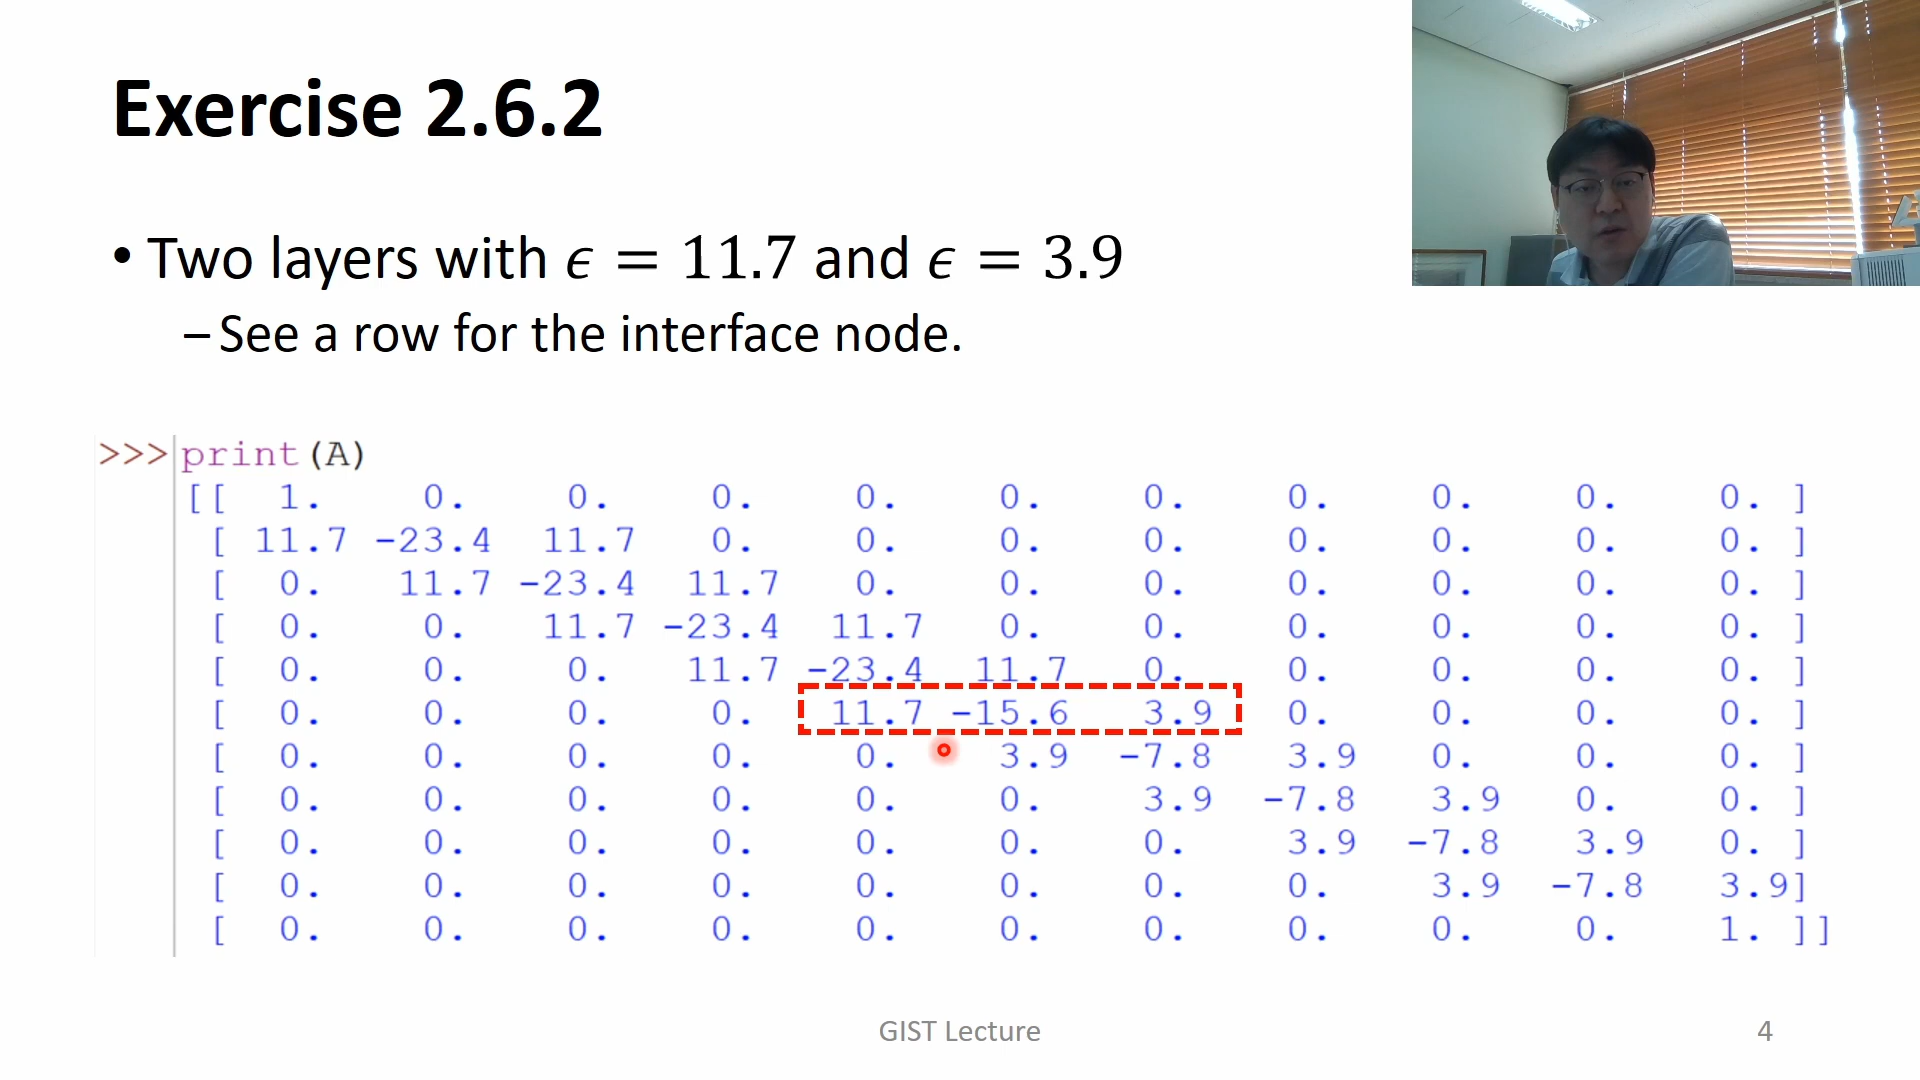 Exercise 2.6.2
• Two layers with ϵ = 11.7 and ϵ = 3.9
– See a row for the interface node.
>>> print(A)
[[ 1. 0. 0. 0. 0. 0. 0. 0. 0. 0. 0. ]
[ 11.7 -23.4 11.7 0. 0. 0. 0. 0. 0. 0. 0. ]
[ 0. 11.7 -23.4 11.7 0. 0. 0. 0. 0. 0. 0. ]
[ 0. 0. 11.7 -23.4 11.7 0. 0. 0. 0. 0. 0. ]
[ 0. 0. 0. 11.7 -23.4 11.7 0. 0. 0. 0. 0. ]
[ 0. 0. 0. 0. 11.7 -15.6 3.9 0. 0. 0. 0. ]
[ 0. 0. 0. 0. 0. 3.9 -7.8 3.9 0. 0. 0. ]
[ 0. 0. 0. 0. 0. 0. 3.9 -7.8 3.9 0. 0. ]
[ 0. 0. 0. 0. 0. 0. 0. 3.9 -7.8 3.9 0. ]
[ 0. 0. 0. 0. 0. 0. 0. 0. 3.9 -7.8 3.9]
[ 0. 0. 0. 0. 0. 0. 0. 0. 0. 0. 1. ]]
GIST Lecture
4